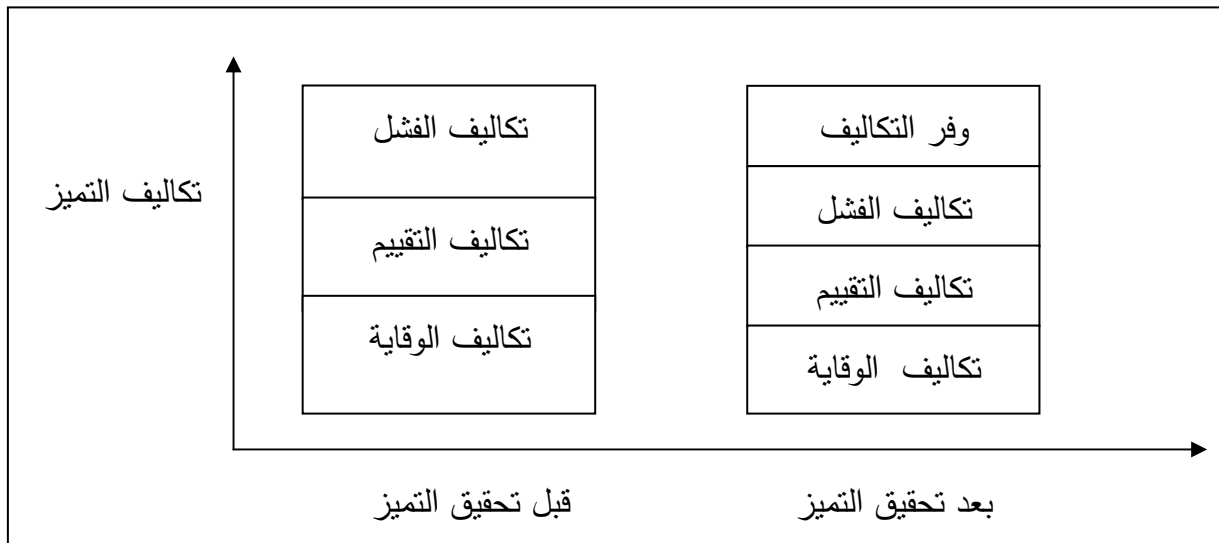 تكاليف التميز
تكاليف الفشل
تكاليف التقييم
تكاليف الوقاية
وفر التكاليف
تكاليف الفشل
تكاليف التقييم
تكاليف الوقاية
قبل تحقيق التميز
بعد تحقيق التميز